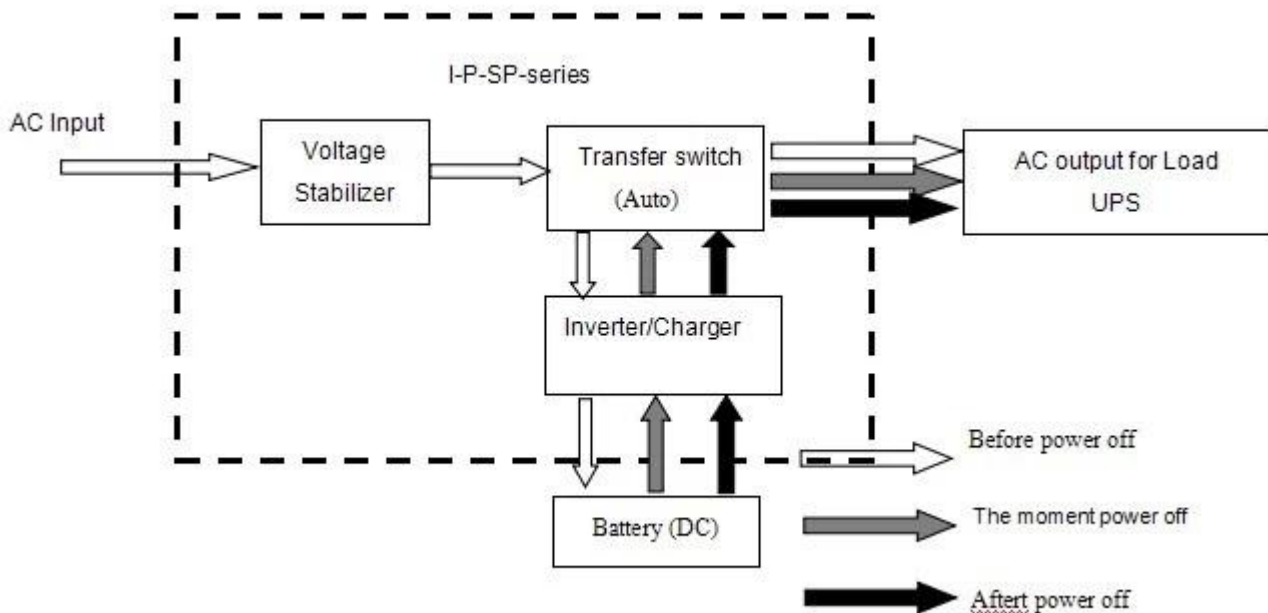 I-P-SP-series
AC Input
Voltage
Stabilizer
Transfer switch
(Auto)
AC output for Load
UPS
Inverter/Charger
Battery (DC)
Before power off
The moment power off
Aftert power off